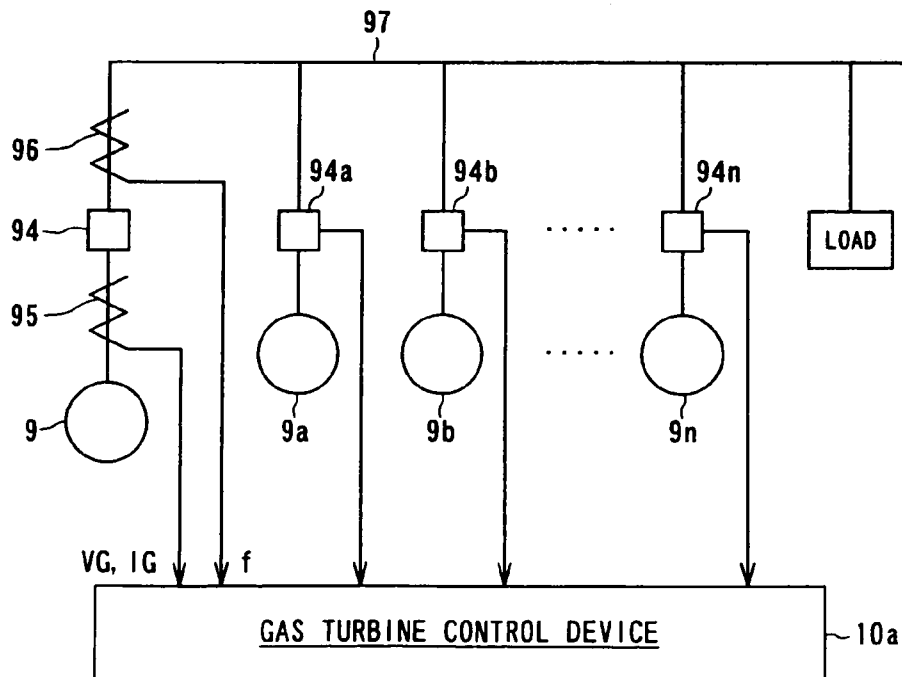 97
96
94a
94b
94n
94
LOAD
95
9
9a
9b
9n
VG, IG
f
GAS TURBINE CONTROL DEVICE
10a